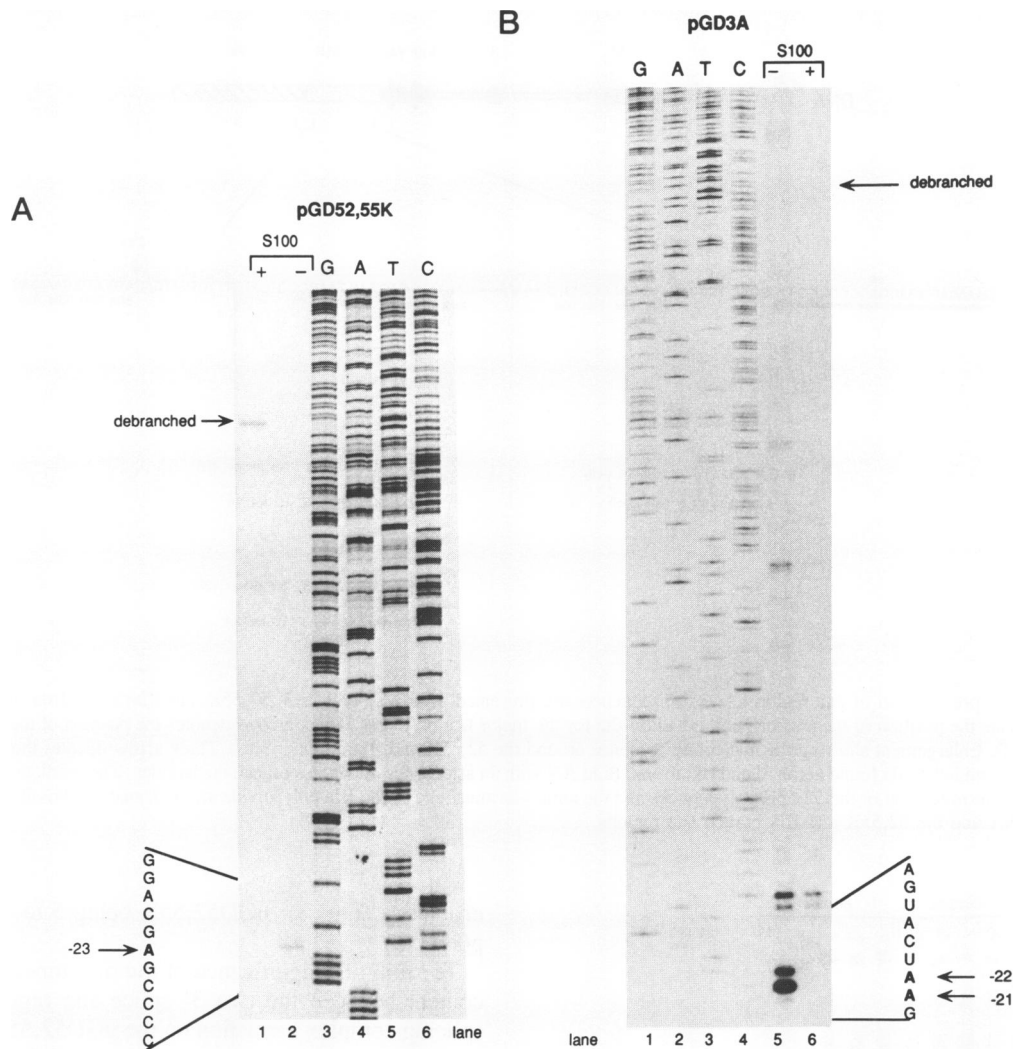 A
pGD52,55K
S100
+ − G A T C
debranched
G
G
A
C
G
-23 A
G
C
C
C
C
1 2 3 4 5 6 lane
B
pGD3A
S100
G A T C − +
debranched
A
G
U
A
C
U
A -22
A -21
G
lane 1 2 3 4 5 6